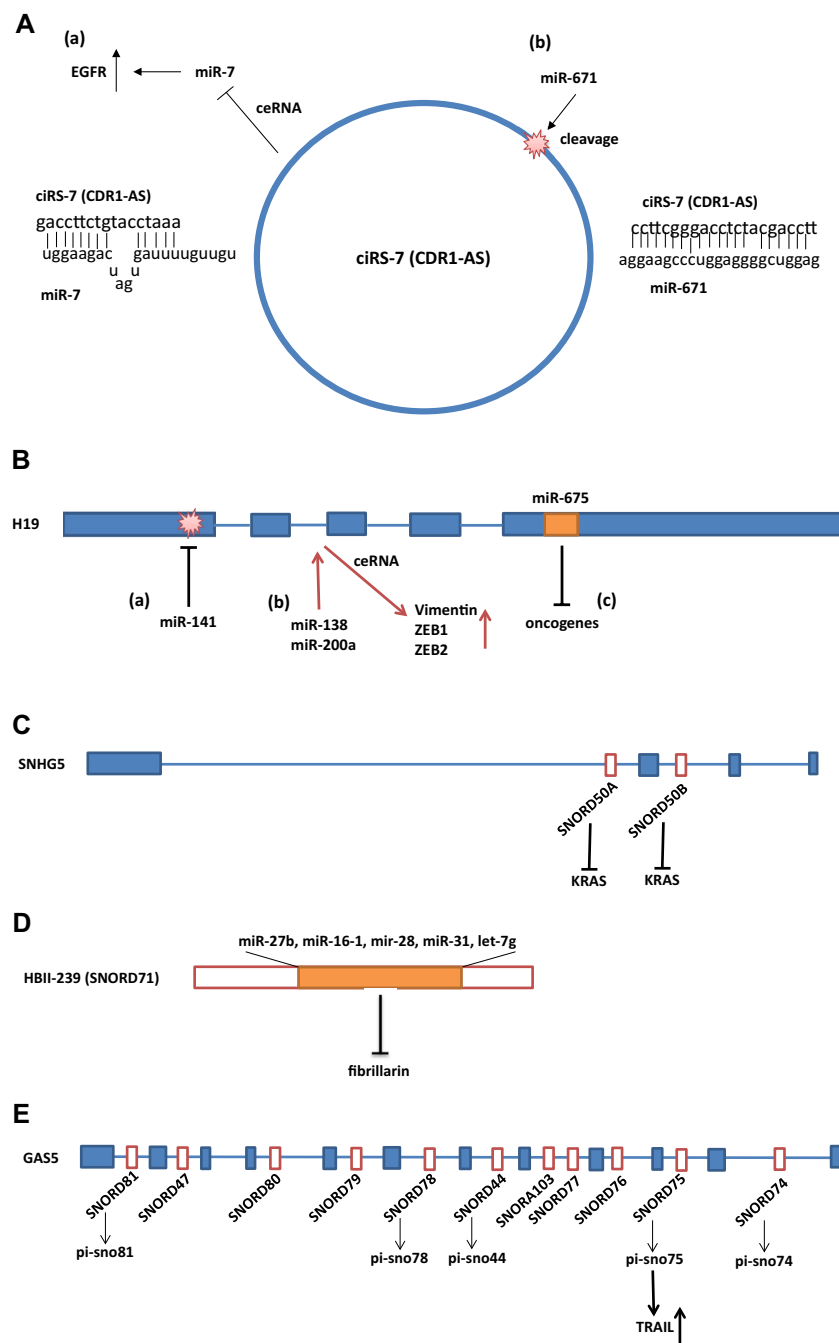 A
(a)
(b)
EGFR
miR-7
miR-671
ceRNA
cleavage
ciRS-7 (CDR1-AS)
gaccttctgtacctaaa
uggaagac
gauuuuguugu
u
u
ag
miR-7
ciRS-7 (CDR1-AS)
ciRS-7 (CDR1-AS)
ccttcgggacctctacgacctt
aggaagcccuggaggggcuggag
miR-671
B
miR-675
H19
ceRNA
(a)
(b)
(c)
miR-141
miR-138
miR-200a
Vimentin
ZEB1
ZEB2
oncogenes
C
SNHG5
SNORD50A
SNORD50B
KRAS
KRAS
D
miR-27b, miR-16-1, mir-28, miR-31, let-7g
HBII-239 (SNORD71)
fibrillarin
E
GAS5
SNORD81
SNORD47
SNORD80
SNORD79
SNORD78
SNORD44
SNORA103
SNORD77
SNORD76
SNORD75
SNORD74
pi-sno81
pi-sno78
pi-sno44
pi-sno75
pi-sno74
TRAIL